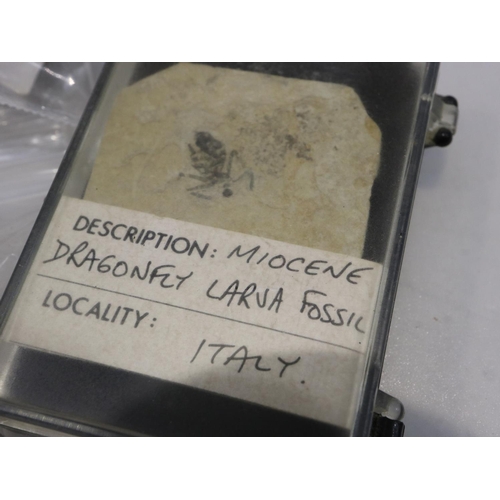 DESCRIPTION: MIOCENE
DRAGONFLY LARVA FOSSIL
LOCALITY:
ITALY.